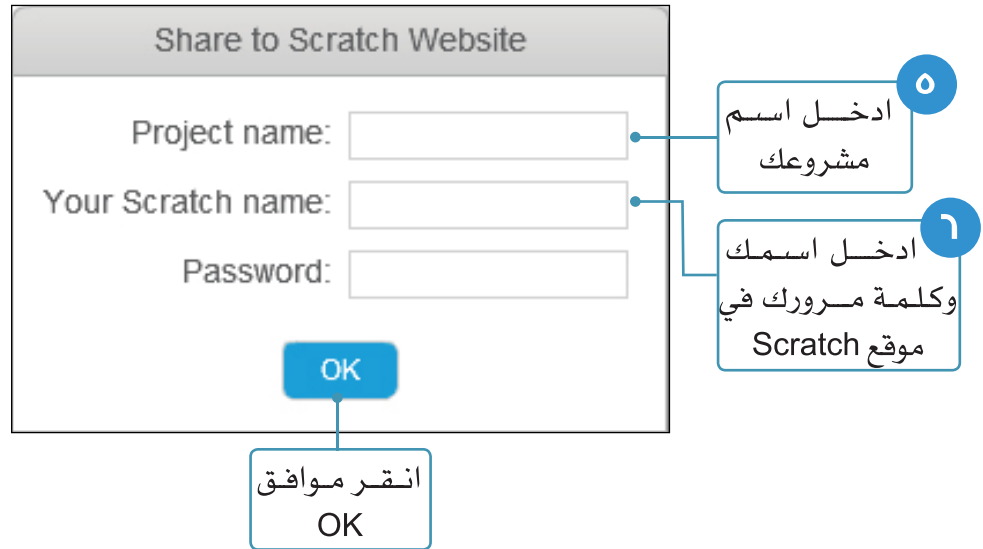 Share to Scratch Website
Project name:
Your Scratch name:
Password:
OK
٥
ادخل اسم
مشروعك
٦
ادخل اسمك
وكلمة مرورك في
موقع Scratch
انقر موافق
OK